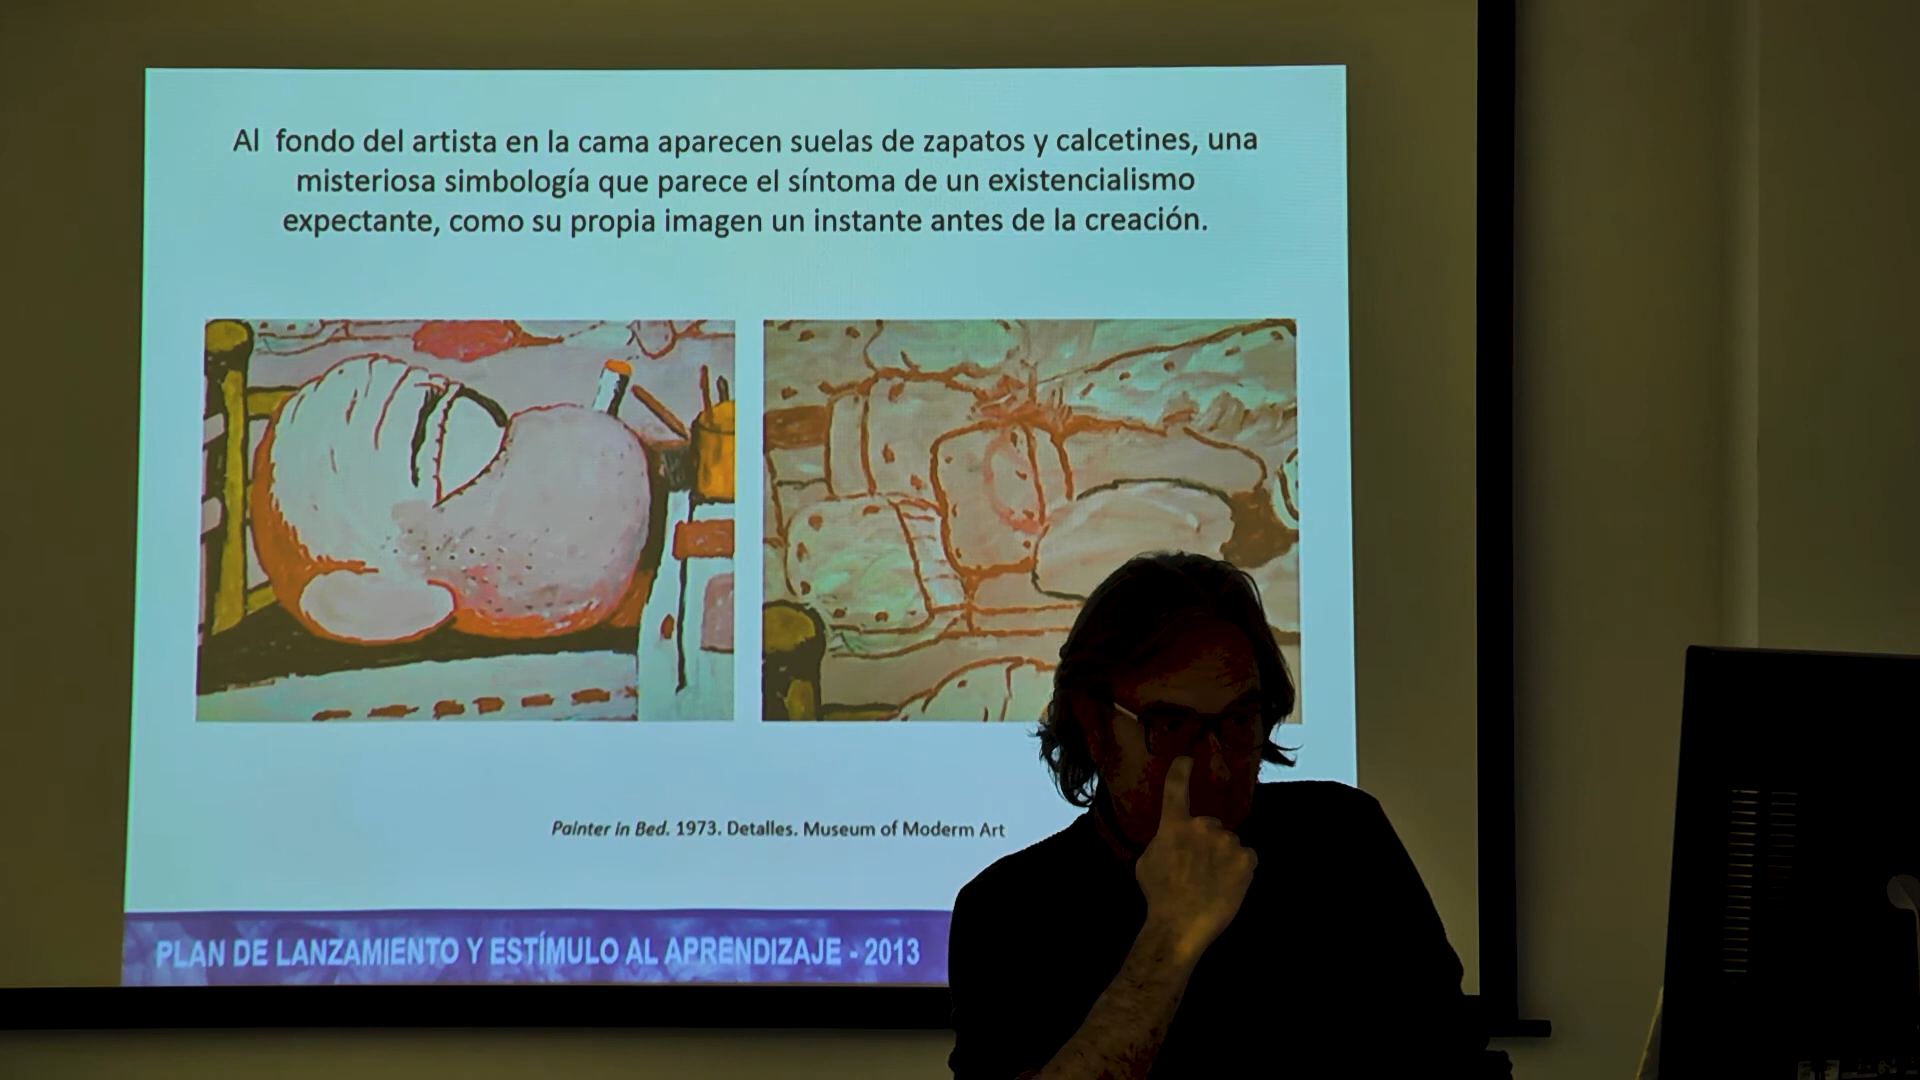 Al fondo del artista en la cama aparecen suelas de zapatos y calcetines, una
misteriosa simbología que parece el síntoma de un existencialismo
expectante, como su propia imagen un instante antes de la creación.
Painter in Bed. 1973. Detalles. Museum of Moderm Art
PLAN DE LANZAMIENTO Y ESTÍMULO AL APRENDIZAJE - 2013